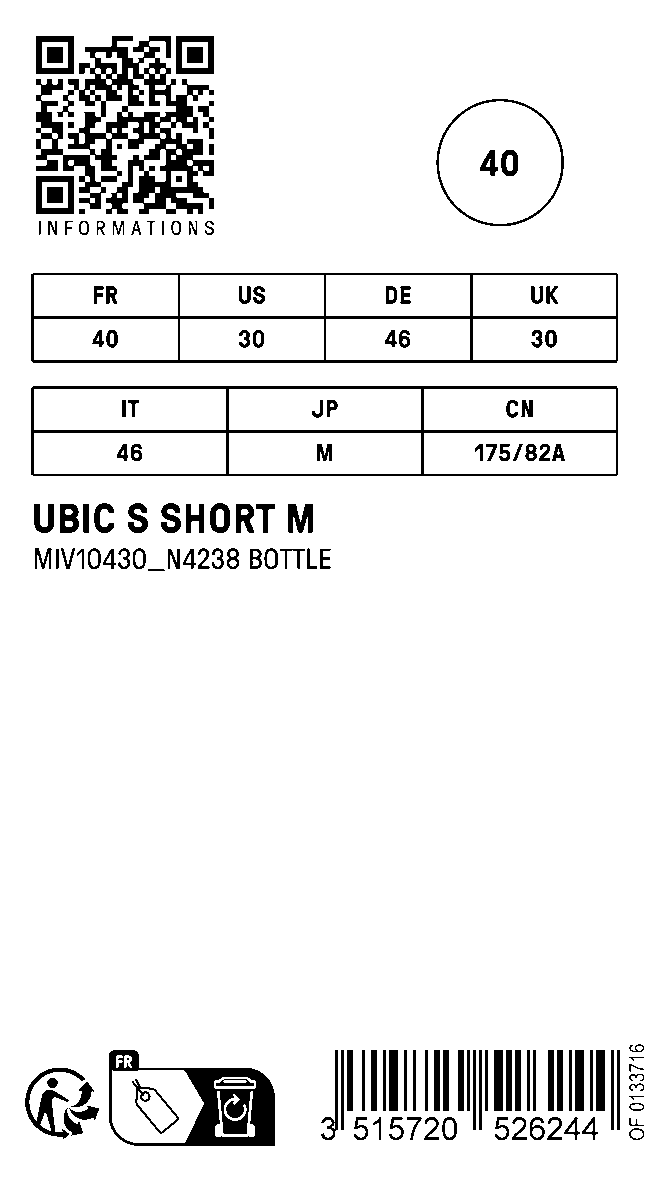 INFORMATIONS
40
FR US DE UK
40 30 46 30
IT JP CN
46 M 175/82A
UBIC S SHORT M
MIV10430_N4238 BOTTLE
FR
3 515720 526244
OF 0133716